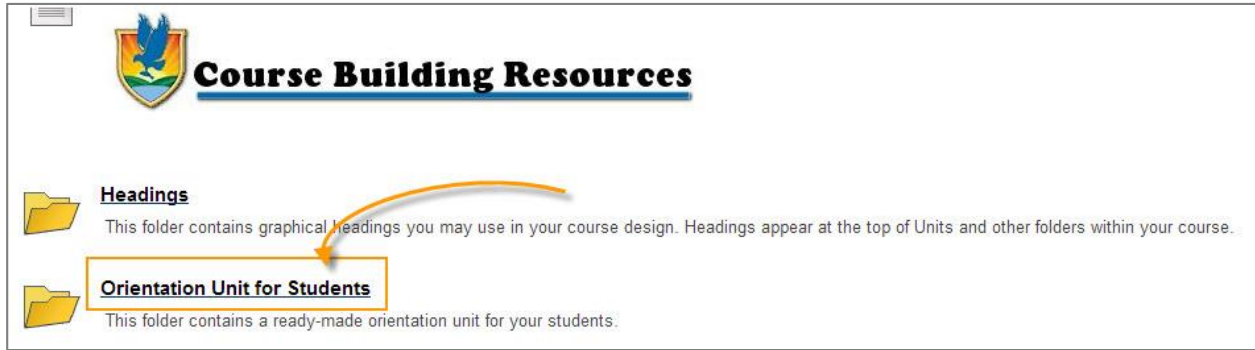 Course Building Resources
Headings
This folder contains graphical headings you may use in your course design. Headings appear at the top of Units and other folders within your course.
Orientation Unit for Students
This folder contains a ready-made orientation unit for your students.